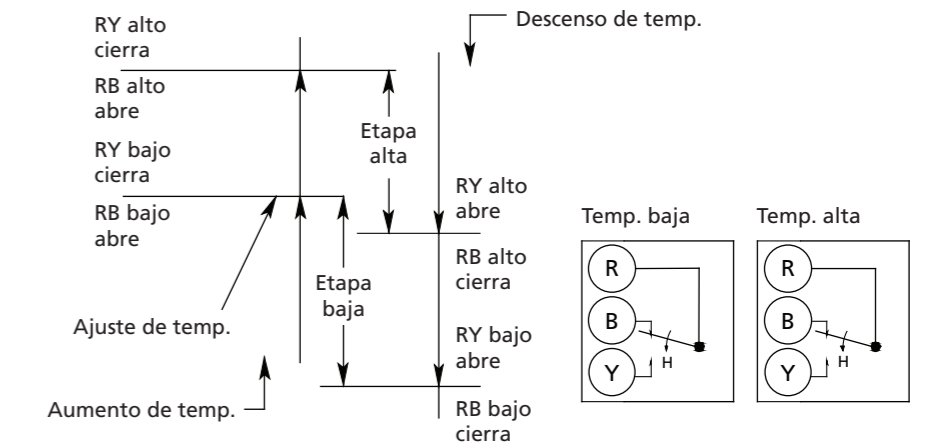 RY alto
cierra
RB alto
abre
RY bajo
cierra
RB bajo
abre
Ajuste de temp.
Aumento de temp.
Descenso de temp.
Etapa
alta
Etapa
baja
RY alto
abre
RB alto
cierra
RY bajo
abre
RB bajo
cierra
Temp. baja
R
B
H
Y
Temp. alta
R
B
H
Y